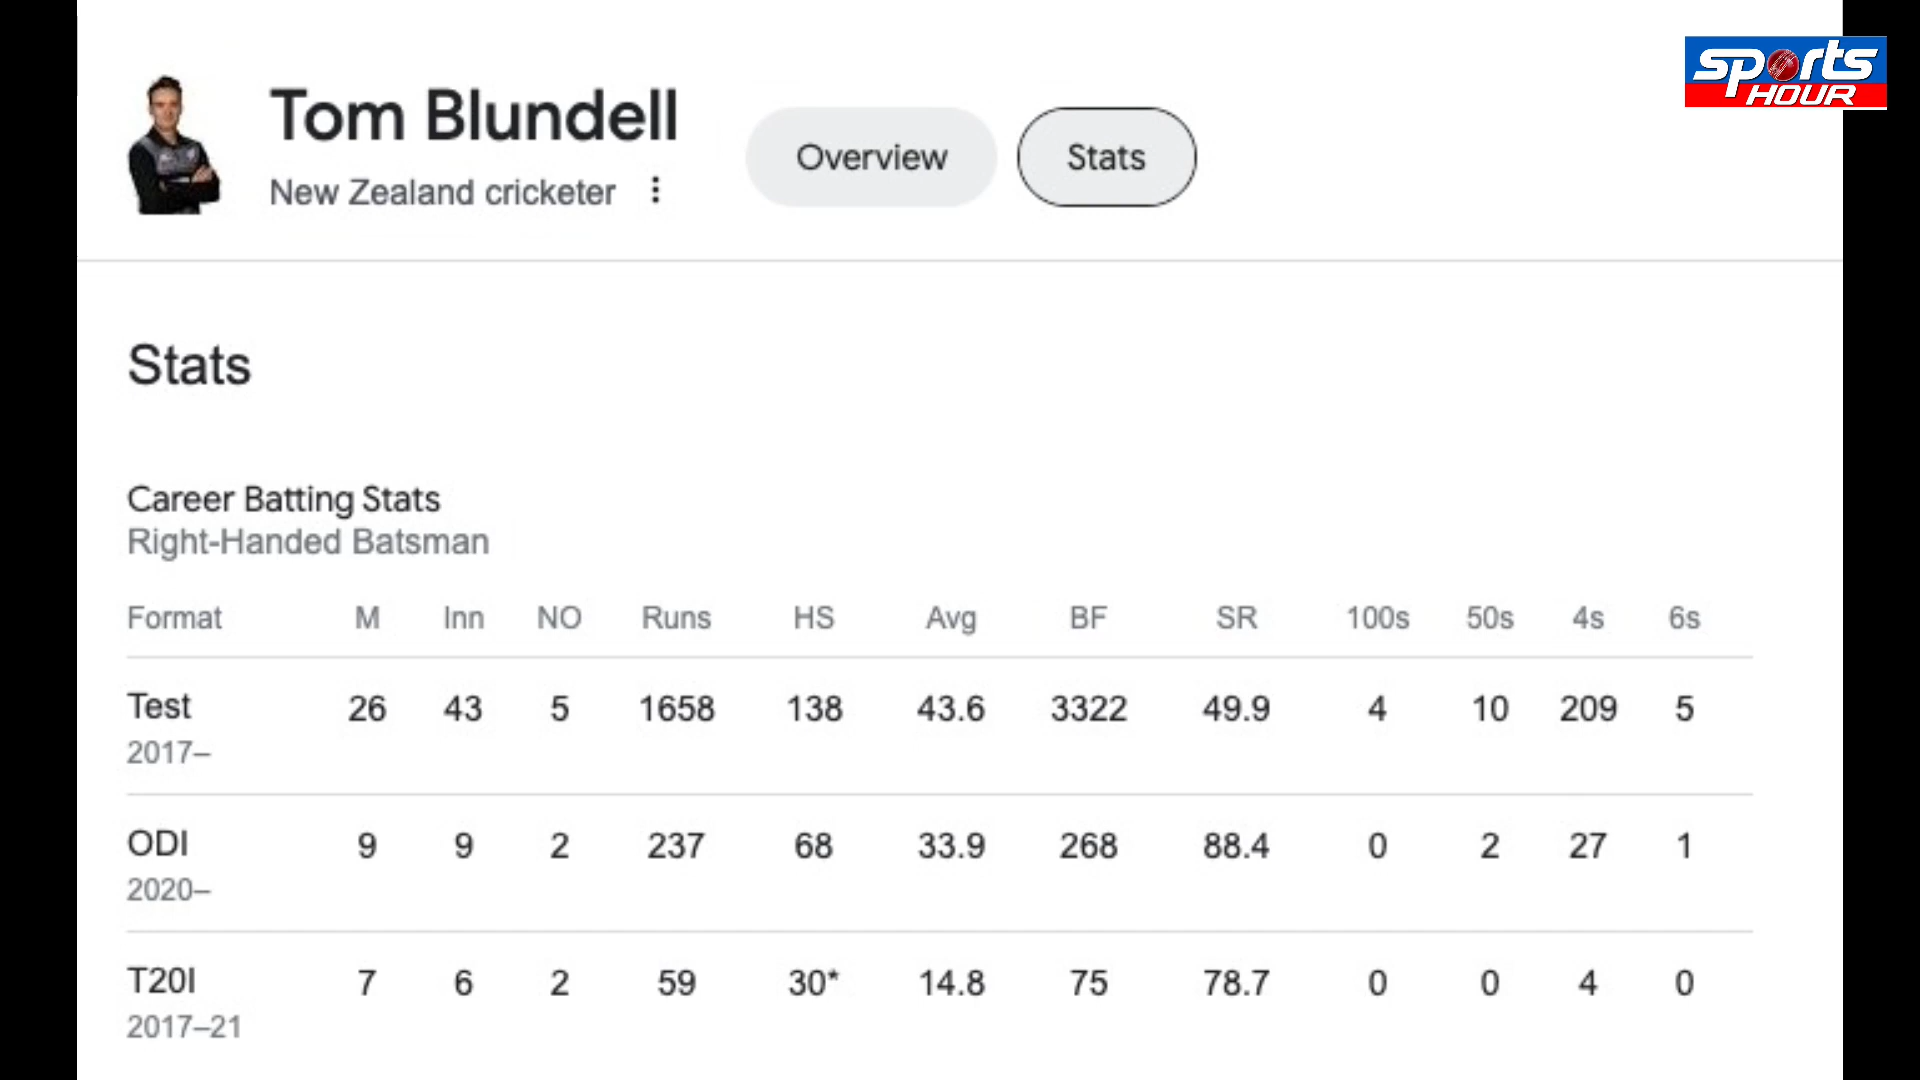 sports
HOUR
Tom Blundell
New Zealand cricketer
Overview
Stats
Stats
Career Batting Stats
Right-Handed Batsman
Format M Inn NO Runs HS Avg BF SR 100s 50s 4s 6s
Test 26 43 5 1658 138 43.6 3322 49.9 4 10 209 5
2017–
ODI 9 9 2 237 68 33.9 268 88.4 0 2 27 1
2020–
T20I 7 6 2 59 30* 14.8 75 78.7 0 0 4 0
2017–21